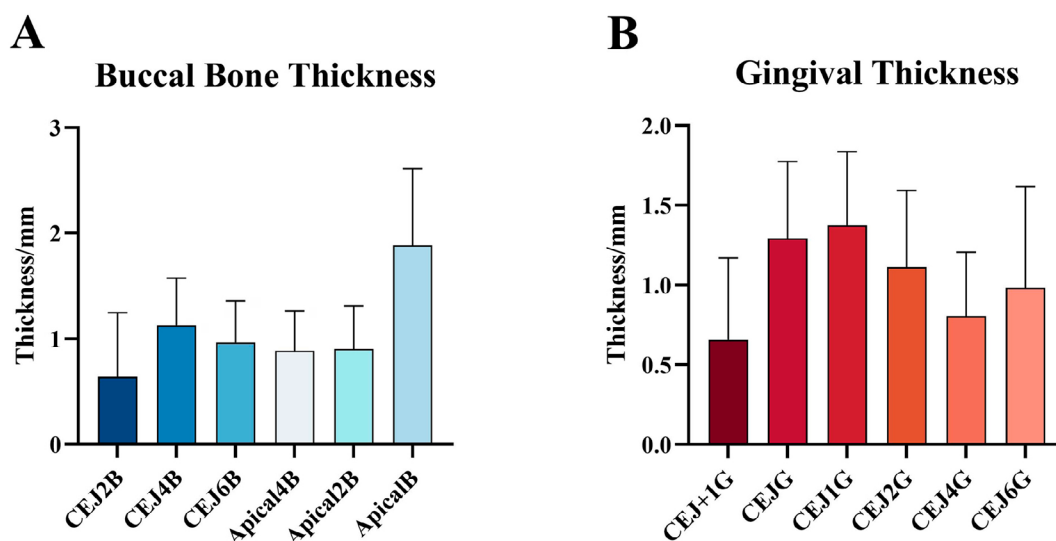 A
Buccal Bone Thickness
Thickness/mm
3
2
1
0
CEJ2B
CEJ4B
CEJ6B
Apical4B
Apical2B
ApicalB
B
Gingival Thickness
Thickness/mm
2.0
1.5
1.0
0.5
0.0
CEJ+1G
CEJG
CEJ1G
CEJ2G
CEJ4G
CEJ6G